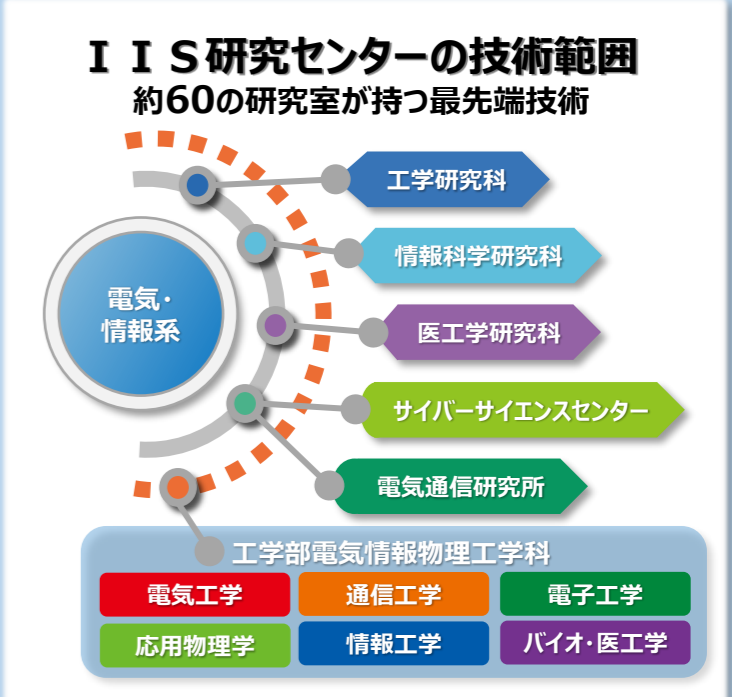 ＩＩＳ研究センターの技術範囲
約60の研究室が持つ最先端技術
電気・
情報系
工学研究科
情報科学研究科
医工学研究科
サイバーサイエンスセンター
電気通信研究所
工学部電気情報物理工学科
電気工学
通信工学
電子工学
応用物理学
情報工学
バイオ・医工学